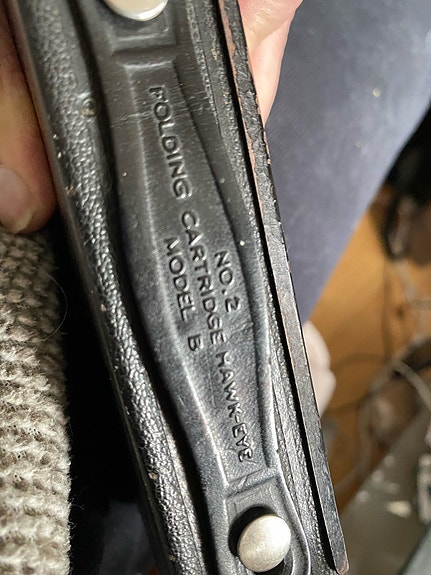 NO. 2
FOLDING CARTRIDGE HAWK-EYE
MODEL B